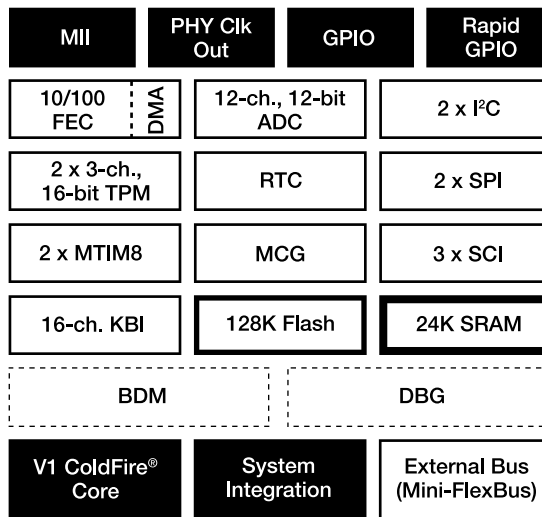 MII
PHY Clk
Out
GPIO
Rapid
GPIO
10/100
FEC
DMA
12-ch., 12-bit
ADC
2 x I²C
2 x 3-ch.,
16-bit TPM
RTC
2 x SPI
2 x MTIM8
MCG
3 x SCI
16-ch. KBI
128K Flash
24K SRAM
BDM
DBG
V1 ColdFire®
Core
System
Integration
External Bus
(Mini-FlexBus)